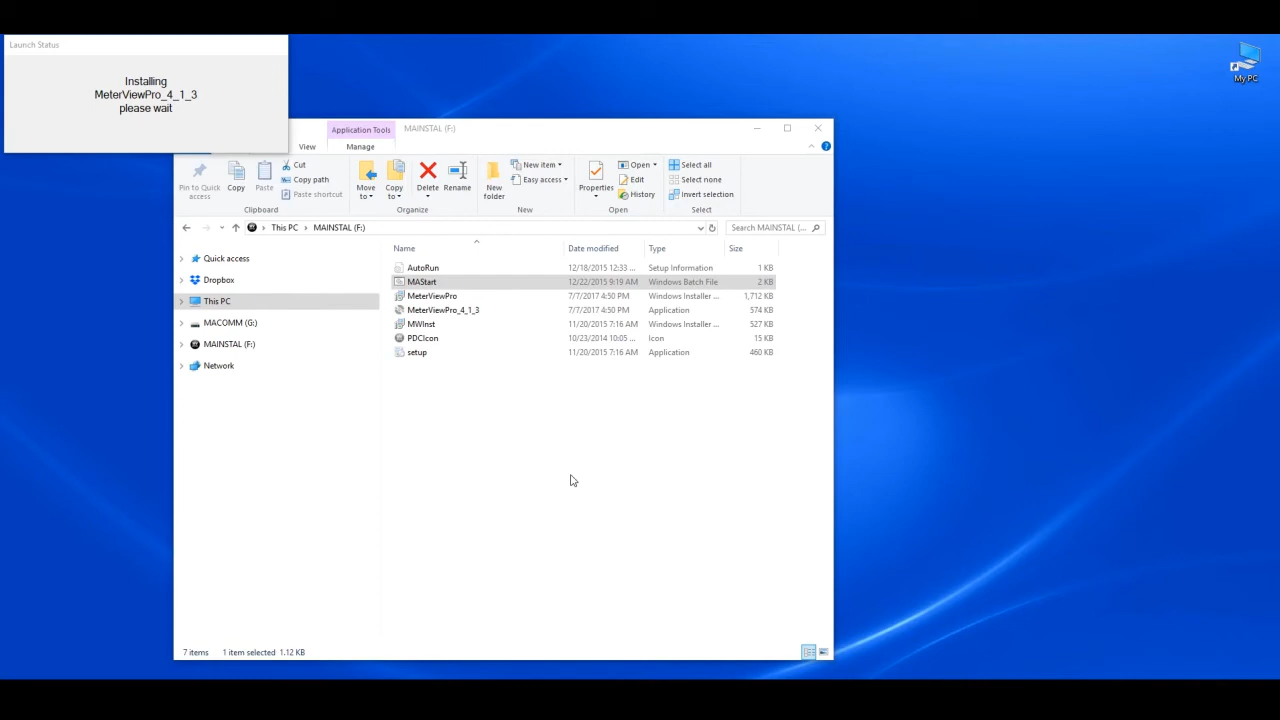 Launch Status
Installing
MeterViewPro_4_1_3
please wait
My PC
Application Tools
MAINSTAL (F:)
View
Manage
Pin to Quick access
Copy
Paste
Cut
Copy path
Paste shortcut
Clipboard
Move to
Copy to
Delete
Rename
Organize
New folder
New item
Easy access
New
Properties
Open
Edit
History
Open
Select all
Select none
Invert selection
Select
This PC > MAINSTAL (F:)
Search MAINSTAL (...
Name Date modified Type Size
Quick access
Dropbox
This PC
MACOMM (G:)
MAINSTAL (F:)
Network
AutoRun 12/18/2015 12:33 ... Setup Information 1 KB
MAStart 12/22/2015 9:19 AM Windows Batch File 2 KB
MeterViewPro 7/7/2017 4:50 PM Windows Installer ... 1,712 KB
MeterViewPro_4_1_3 7/7/2017 4:50 PM Application 574 KB
MWInst 11/20/2015 7:16 AM Windows Installer ... 527 KB
PDCIcon 10/23/2014 10:05 ... Icon 15 KB
setup 11/20/2015 7:16 AM Application 460 KB
7 items 1 item selected 1.12 KB